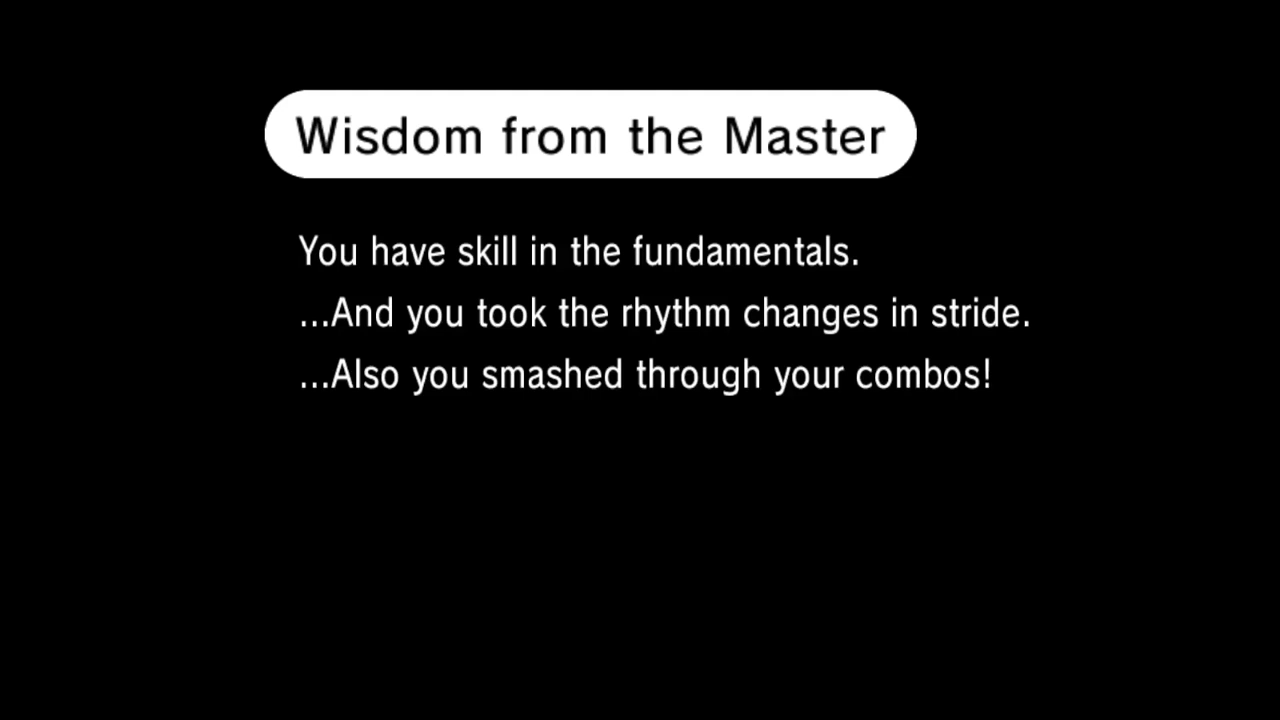 Wisdom from the Master
You have skill in the fundamentals.
...And you took the rhythm changes in stride.
...Also you smashed through your combos!